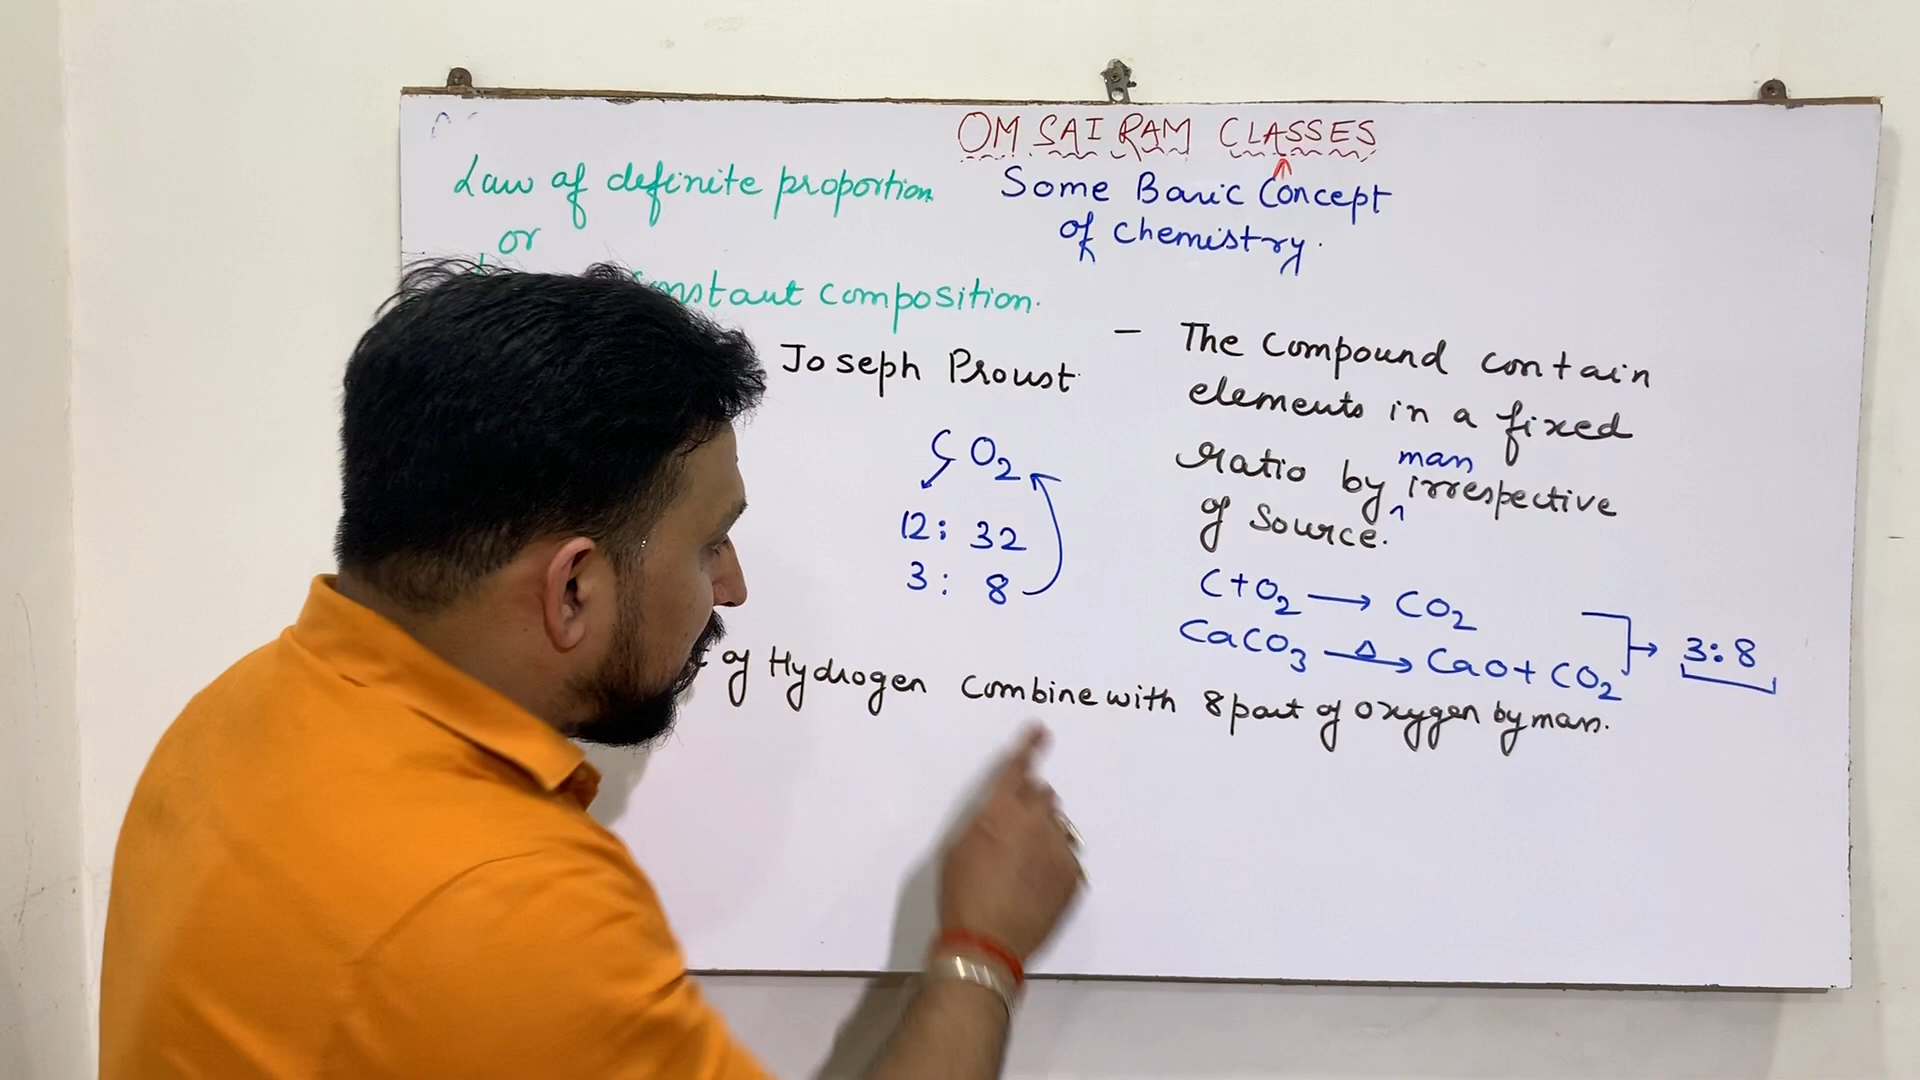 OM SAI RAM CLASSES
Law of definite proportion
or
constant composition.
Joseph Proust
CO2
12: 32
3: 8
Some Basic Concept
of Chemistry.
- The compound contain
elements in a fixed
ratio by mass irrespective
of source.
C+O2 → CO2
CaCO3 →Δ CaO+ CO2
→ 3:8
of Hydrogen combine with 8 part of oxygen by mass.